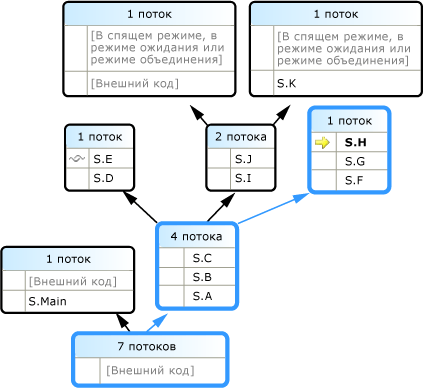 1 поток
[В спящем режиме, в
режиме ожидания или
режиме объединения]
[Внешний код]
1 поток
[В спящем режиме, в
режиме ожидания или
режиме объединения]
S.K
1 поток
S.E
S.D
2 потока
S.J
S.I
1 поток
S.H
S.G
S.F
4 потока
S.C
S.B
S.A
1 поток
[Внешний код]
S.Main
7 потоков
[Внешний код]